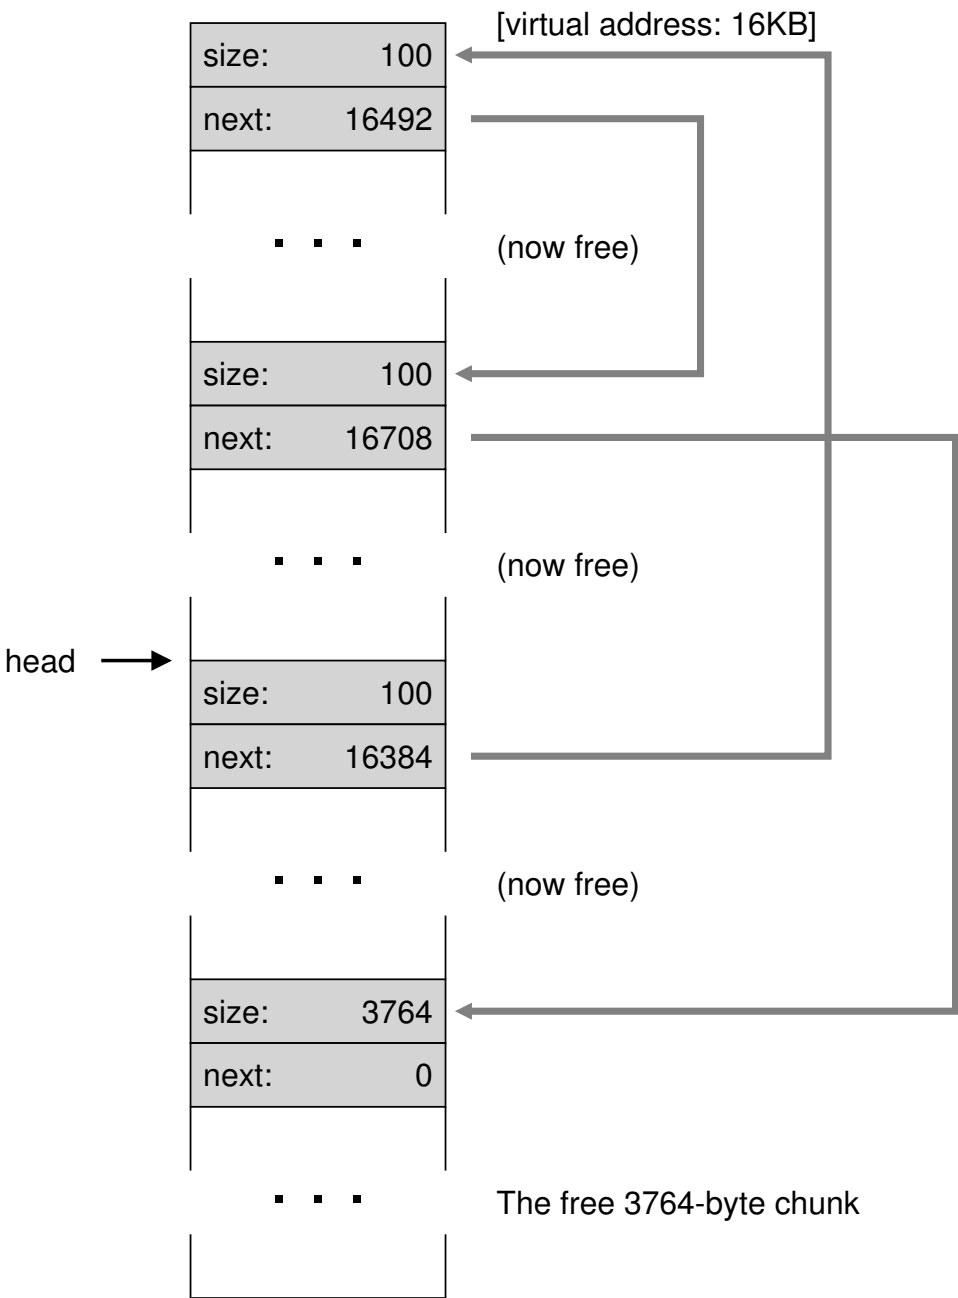 [virtual address: 16KB]
size: 100
next: 16492
. . .
(now free)
size: 100
next: 16708
. . .
(now free)
head
size: 100
next: 16384
. . .
(now free)
size: 3764
next: 0
. . .
The free 3764-byte chunk